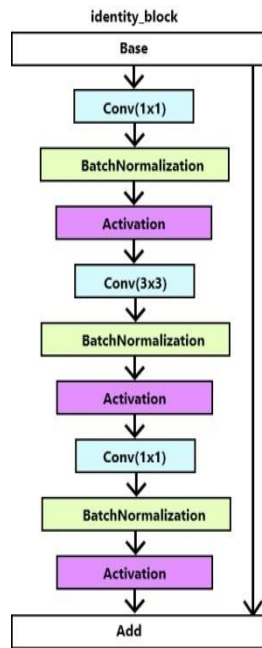 identity_block
Base
Conv(1x1)
BatchNormalization
Activation
Conv(3x3)
BatchNormalization
Activation
Conv(1x1)
BatchNormalization
Activation
Add